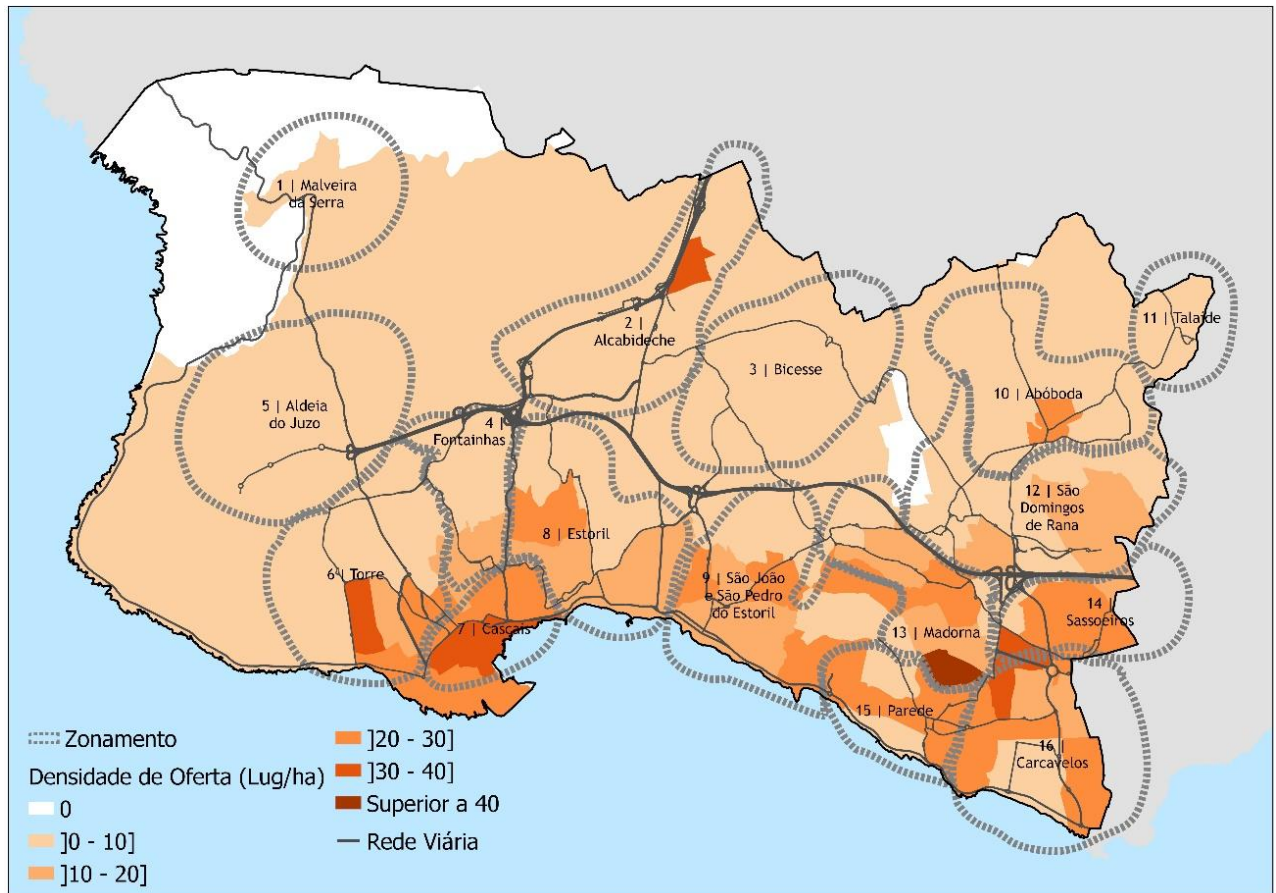 1 | Malveira
da Serra
2 |
Alcabideche
3 | Bicesse
4 |
Fontainhas
5 | Aldeia
do Juzo
6 | Torre
7 | Cascais
8 | Estoril
9 | São João
e São Pedro
do Estoril
10 | Abóboda
11 | Talaíde
12 | São
Domingos
de Rana
13 | Madorna
14 |
Sassoeiros
15 | Parede
16 |
Carcavelos
Zonamento
Densidade de Oferta (Lug/ha)
0
]0 - 10]
]10 - 20]
]20 - 30]
]30 - 40]
Superior a 40
Rede Viária